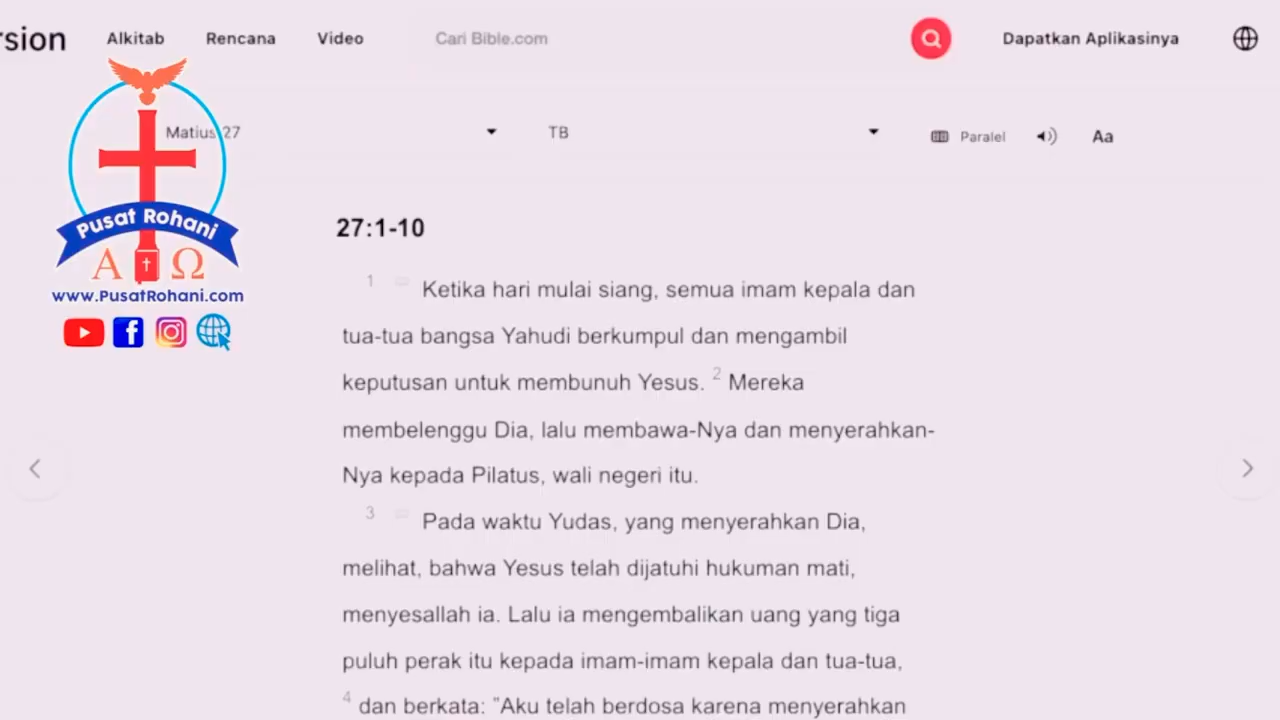 rsion
Alkitab
Rencana
Video
Cari Bible.com
Dapatkan Aplikasinya
Matius 27
TB
Paralel
Aa
Pusat Rohani
Α Ω
www.PusatRohani.com
27:1-10
1 Ketika hari mulai siang, semua imam kepala dan
tua-tua bangsa Yahudi berkumpul dan mengambil
keputusan untuk membunuh Yesus. 2 Mereka
membelenggu Dia, lalu membawa-Nya dan menyerahkan-
Nya kepada Pilatus, wali negeri itu.
3 Pada waktu Yudas, yang menyerahkan Dia,
melihat, bahwa Yesus telah dijatuhi hukuman mati,
menyesallah ia. Lalu ia mengembalikan uang yang tiga
puluh perak itu kepada imam-imam kepala dan tua-tua,
4 dan berkata: "Aku telah berdosa karena menyerahkan